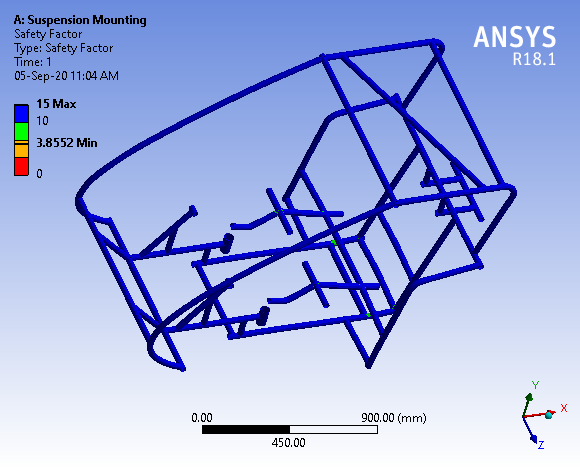 A: Suspension Mounting
Safety Factor
Type: Safety Factor
Time: 1
05-Sep-20 11:04 AM
15 Max
10
3.8552 Min
0
ANSYS
R18.1
0.00
900.00 (mm)
450.00
Y
X
Z